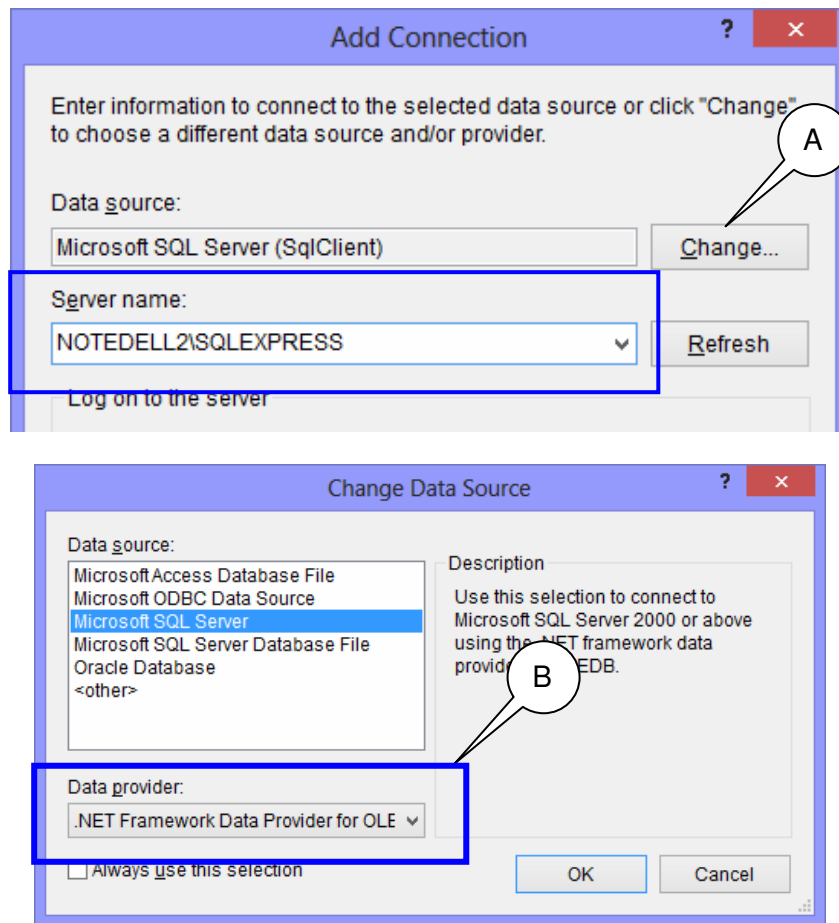 Add Connection
?
×
Enter information to connect to the selected data source or click "Change"
to choose a different data source and/or provider.
A
Data source:
Microsoft SQL Server (SqlClient)
Change...
Server name:
NOTEDELL2\SQLEXPRESS
Refresh
Log on to the server
Change Data Source
?
×
Data source:
Microsoft Access Database File
Microsoft ODBC Data Source
Microsoft SQL Server
Microsoft SQL Server Database File
Oracle Database
<other>
Description
Use this selection to connect to
Microsoft SQL Server 2000 or above
using the .NET framework data
B
Data provider:
.NET Framework Data Provider for OLE
Always use this selection
OK
Cancel